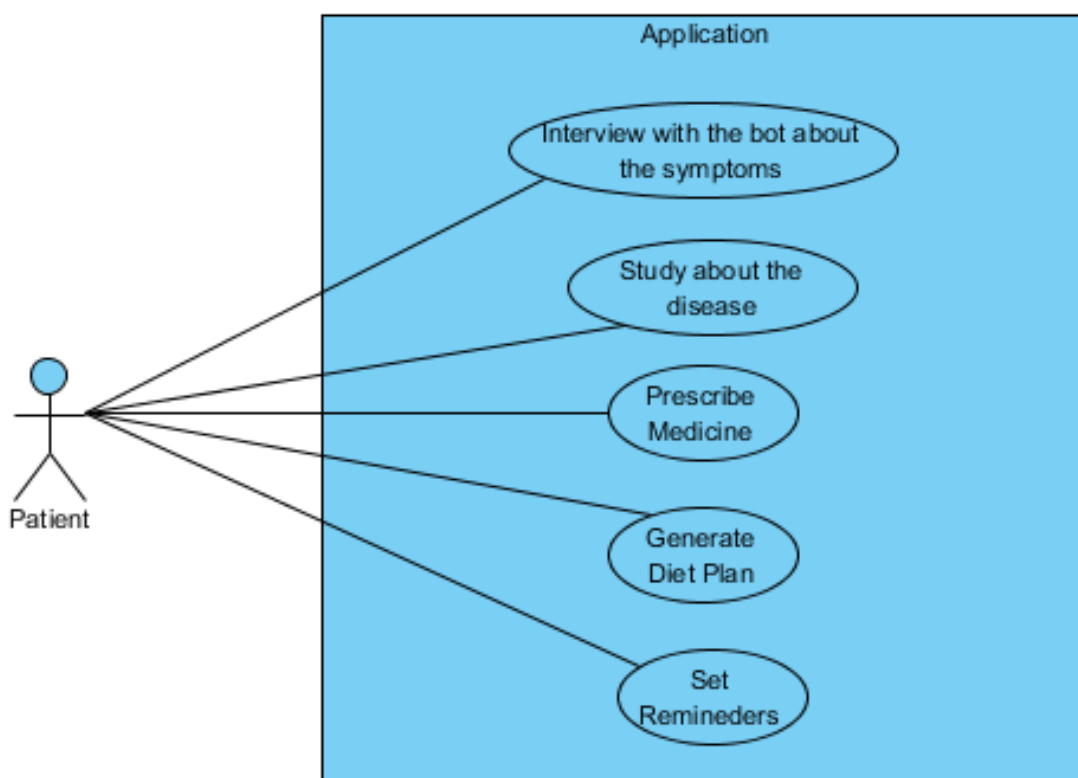 Application
Interview with the bot about
the symptoms
Study about the
disease
Prescribe
Medicine
Patient
Generate
Diet Plan
Set
Remineders